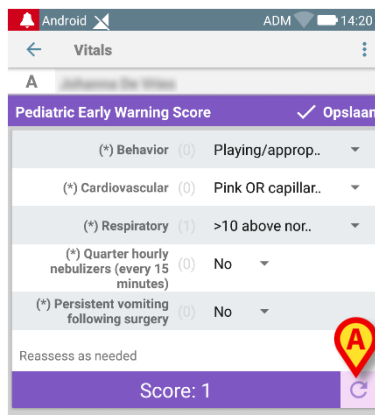 Android ADM 14:20
Vitals
A
Pediatric Early Warning Score Opslaan
(*) Behavior (0) Playing/approp..
(*) Cardiovascular (0) Pink OR capillar..
(*) Respiratory (1) >10 above nor..
(*) Quarter hourly
nebulizers (every 15
minutes)
(0) No
(*) Persistent vomiting
following surgery
(0) No
Reassess as needed
A
Score: 1